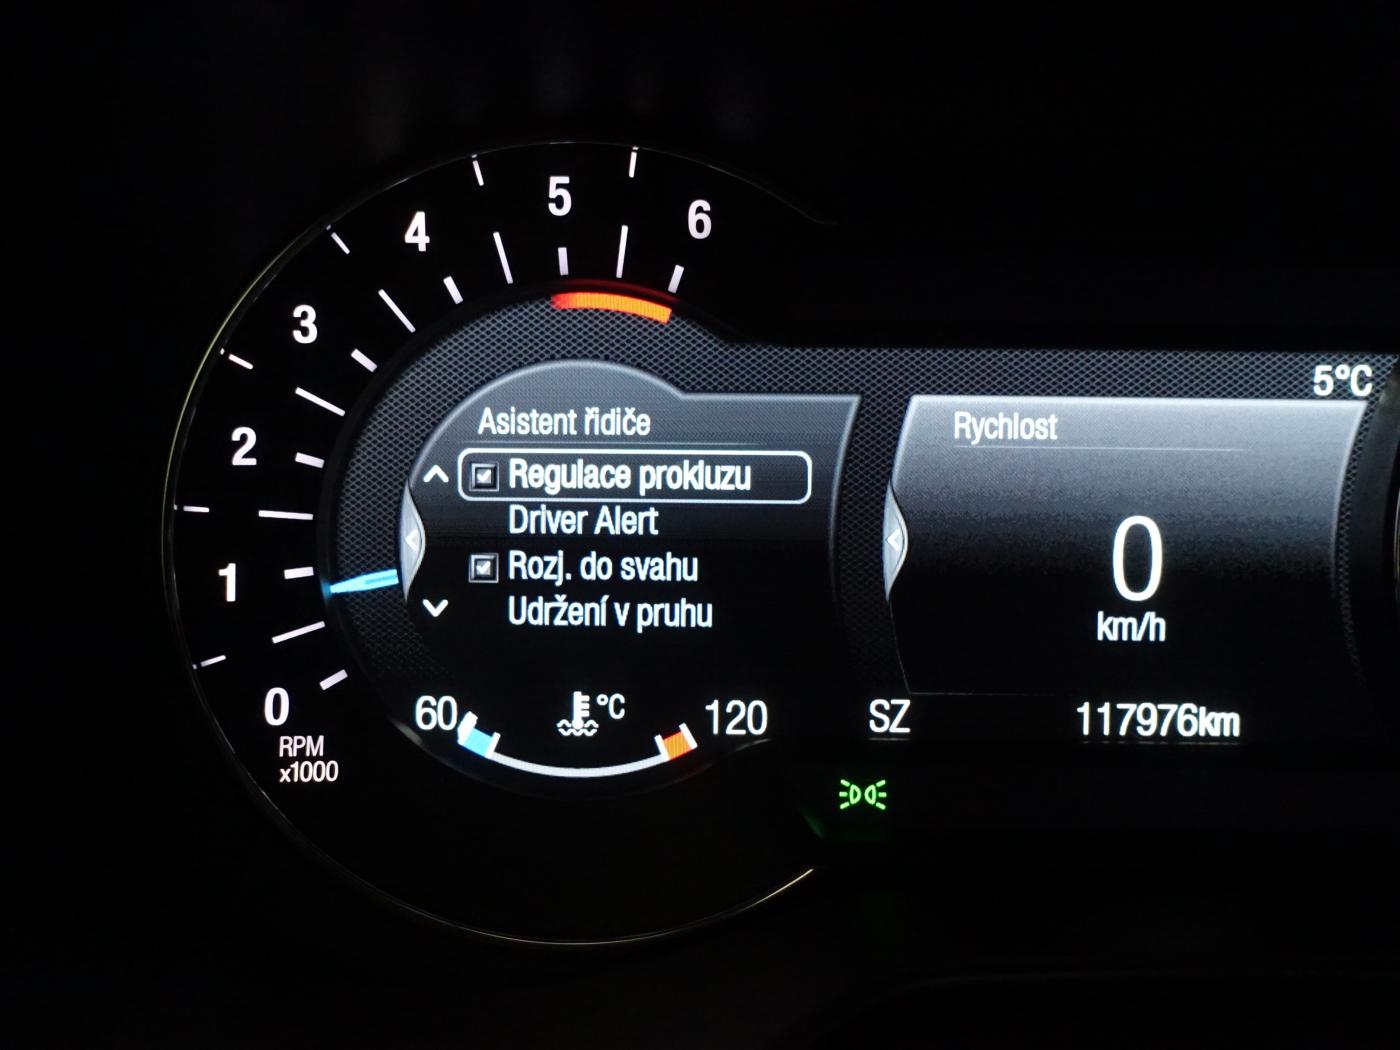 5
6
4
3
2
1
0
RPM
x1000
5°C
Asistent řidiče
Regulace prokluzu
Driver Alert
Rozj. do svahu
Udržení v pruhu
60
°C
120
Rychlost
0
km/h
SZ
117976km